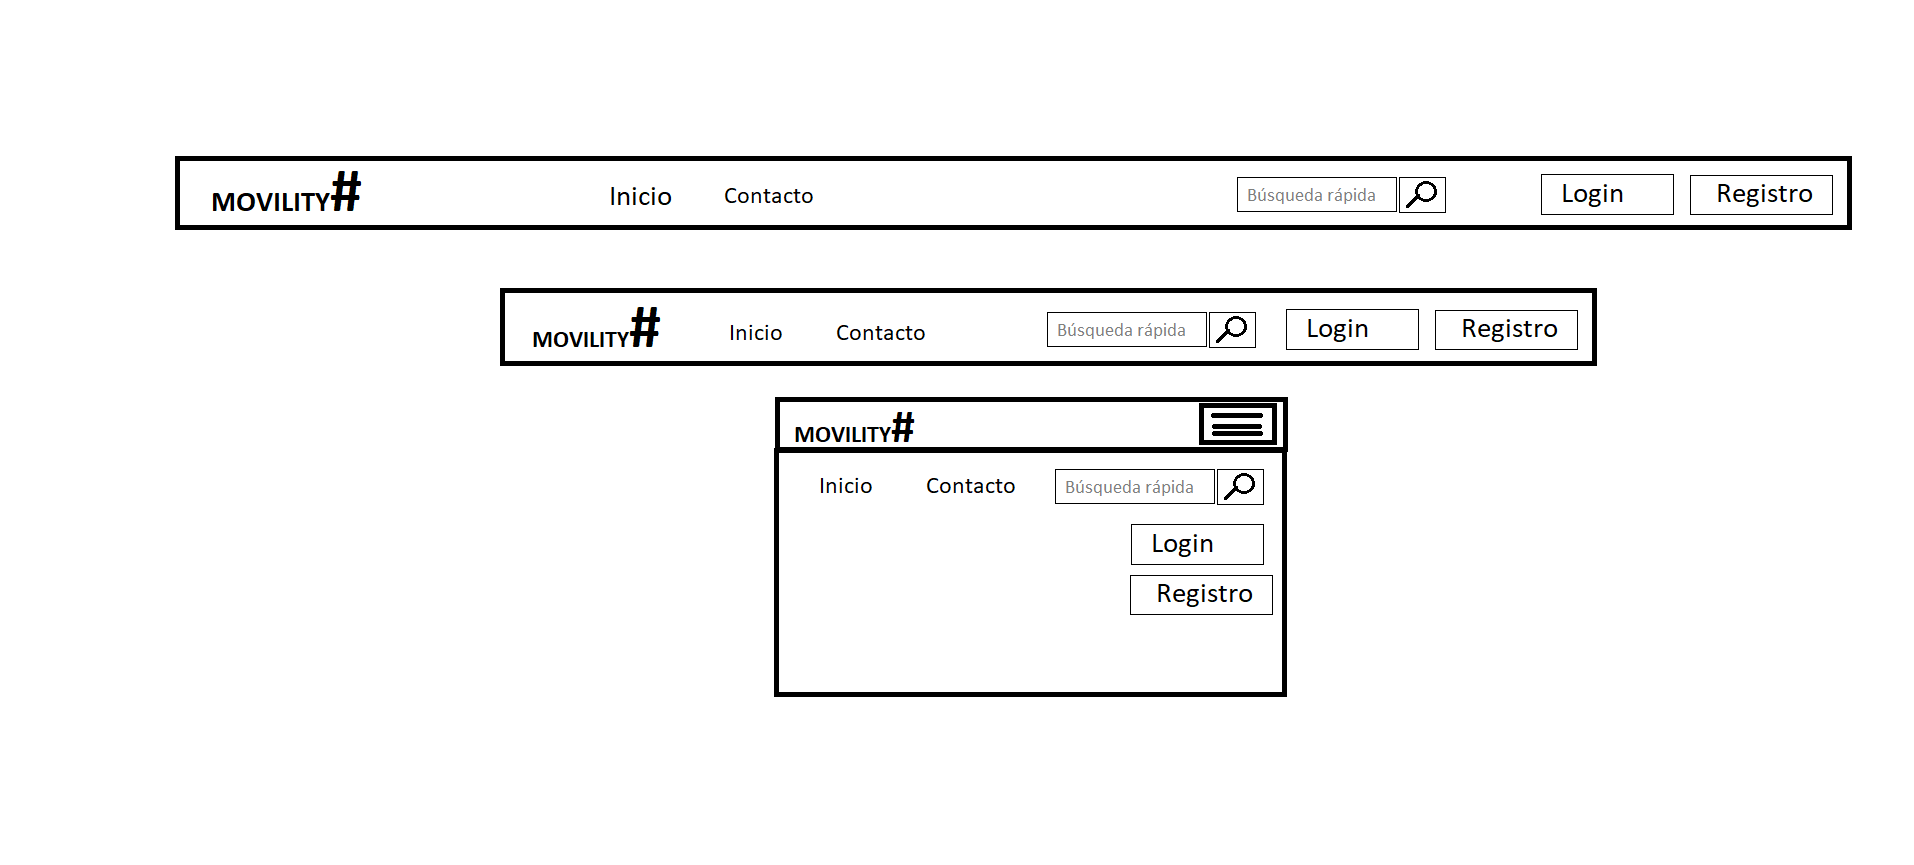 MOVILITY# Inicio Contacto Búsqueda rápida Login Registro
MOVILITY# Inicio Contacto Búsqueda rápida Login Registro
MOVILITY#
Inicio Contacto Búsqueda rápida
Login
Registro